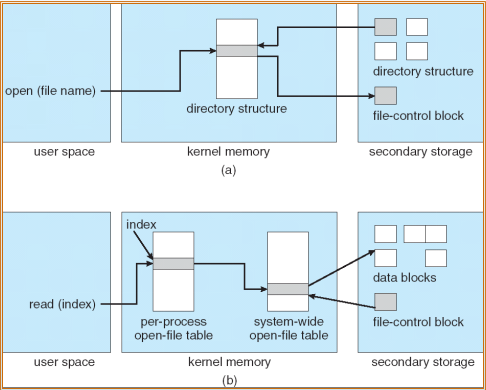 open (file name)
directory structure
directory structure
file-control block
user space
kernel memory
secondary storage
(a)
index
read (index)
per-process
open-file table
system-wide
open-file table
data blocks
file-control block
user space
kernel memory
secondary storage
(b)